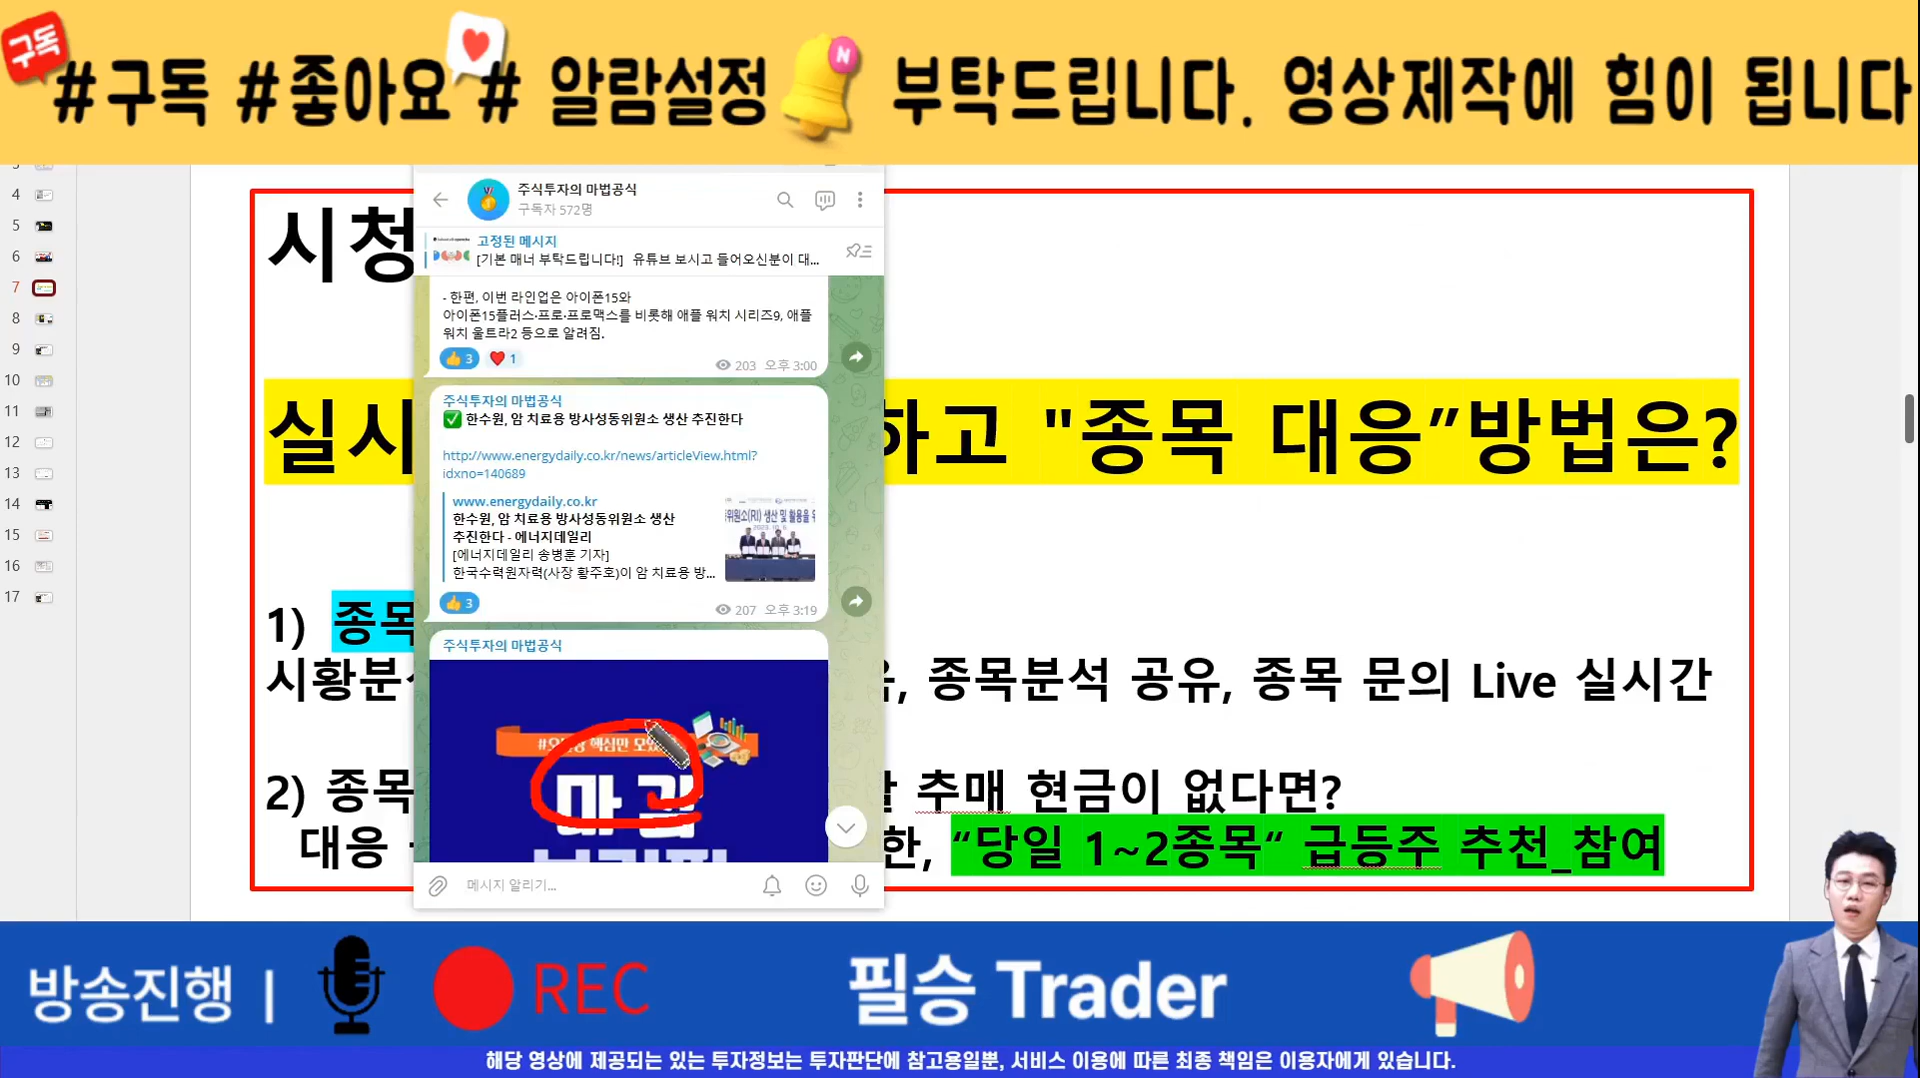 구독
#구독 #좋아요 # 알람설정 N 부탁드립니다. 영상제작에 힘이 됩니다
4
5
6
7
8
9
10
11
12
13
14
15
16
17
시청
실시
하고 "종목 대응”방법은?
1) 종목
시황분
, 종목분석 공유, 종목 문의 Live 실시간
2) 종목
추매 현금이 없다면?
대응
한, “당일 1~2종목“ 급등주 추천_참여
주식투자의 마법공식
구독자 572명
고정된 메시지
[기본 매너 부탁드립니다!] 유튜브 보시고 들어오신분이 대...
- 한편, 이번 라인업은 아이폰15와
아이폰15플러스·프로·프로맥스를 비롯해 애플 워치 시리즈9, 애플
워치 울트라2 등으로 알려짐.
3 1
203 오후 3:00
주식투자의 마법공식
한수원, 암 치료용 방사성동위원소 생산 추진한다
http://www.energydaily.co.kr/news/articleView.html?
idxno=140689
www.energydaily.co.kr
한수원, 암 치료용 방사성동위원소 생산
추진한다 - 에너지데일리
[에너지데일리 송병훈 기자]
한국수력원자력(사장 황주호)이 암 치료용 방...
위원소(RI) 생산 및 활용을
2023. 10. 6
3
207 오후 3:19
주식투자의 마법공식
핵심만
마감
메시지 알리기...
방송진행 |
REC
필승 Trader
해당 영상에 제공되는 있는 투자정보는 투자판단에 참고용일뿐, 서비스 이용에 따른 최종 책임은 이용자에게 있습니다.